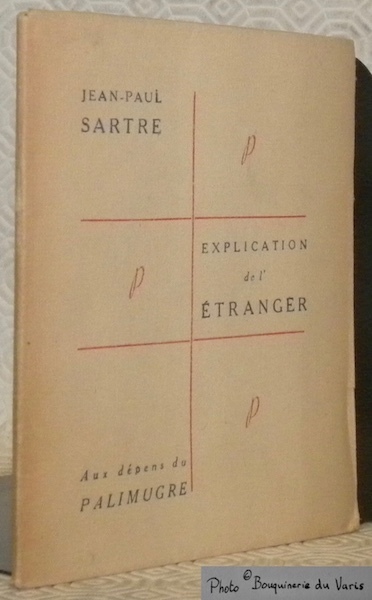 JEAN-PAUL
SARTRE
p
EXPLICATION
de l'
ÉTRANGER
p
p
Aux dépens du
PALIMUGRE
Photo © Bouquinerie du Varis